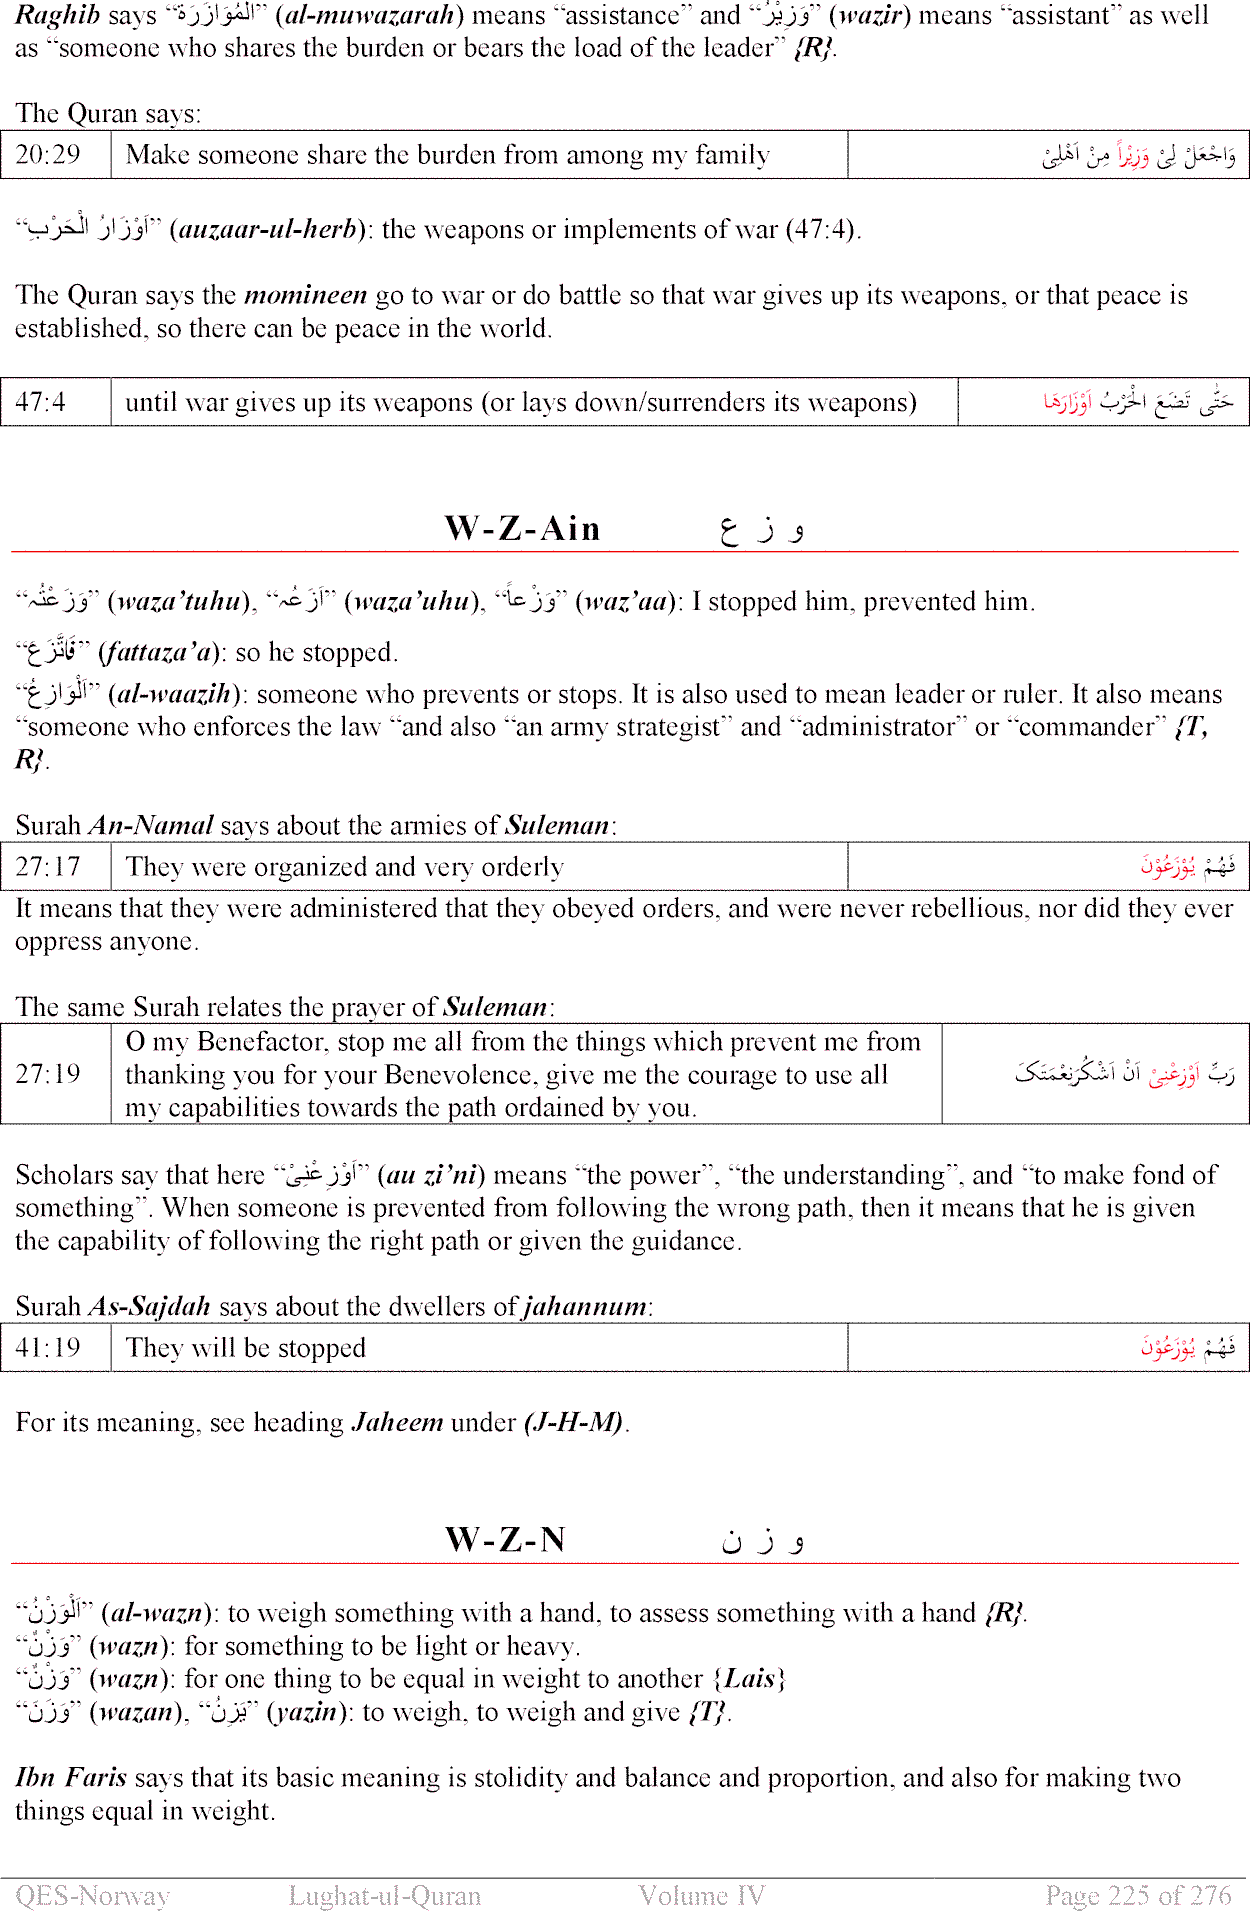 Raghib says “اَلْمُوَازَرَةُ” (al-muwazarah) means “assistance” and “وَزِيْرٌ” (wazir) means “assistant” as well
as “someone who shares the burden or bears the load of the leader” {R}.
The Quran says:
20:29 Make someone share the burden from among my family وَاجْعَلْ لِیْ وَزِيْراً مِنْ اَهْلِیْ
“اَوْزَارُ الْحَرْبِ” (auzaar-ul-herb): the weapons or implements of war (47:4).
The Quran says the momineen go to war or do battle so that war gives up its weapons, or that peace is
established, so there can be peace in the world.
47:4 until war gives up its weapons (or lays down/surrenders its weapons) حَتّٰی تَضَعَ الْحَرْبُ اَوْزَارَهَا
W-Z-Ain و ز ع
“وَزَعْتُہ” (waza’tuhu), “اَزَعُہ” (waza’uhu), “وَزْعاً” (waz’aa): I stopped him, prevented him.
“فَاتَّزَعَ” (fattaza’a): so he stopped.
“اَلْوَازِعُ” (al-waazih): someone who prevents or stops. It is also used to mean leader or ruler. It also means
“someone who enforces the law “and also “an army strategist” and “administrator” or “commander” {T,
R}.
Surah An-Namal says about the armies of Suleman:
27:17 They were organized and very orderly فَهُمْ يُوْزَعُوْنَ
It means that they were administered that they obeyed orders, and were never rebellious, nor did they ever
oppress anyone.
The same Surah relates the prayer of Suleman:
27:19 O my Benefactor, stop me all from the things which prevent me from
thanking you for your Benevolence, give me the courage to use all
my capabilities towards the path ordained by you. رَبِّ اَوْزِعْنِیْ اَنْ اَشْكُرَنِعْمَتَکَ
Scholars say that here “اَوْزِعْنِیْ” (au zi’ni) means “the power”, “the understanding”, and “to make fond of
something”. When someone is prevented from following the wrong path, then it means that he is given
the capability of following the right path or given the guidance.
Surah As-Sajdah says about the dwellers of jahannum:
41:19 They will be stopped فَهُمْ يُوْزَعُوْنَ
For its meaning, see heading Jaheem under (J-H-M).
W-Z-N و ز ن
“اَلْوَزْنُ” (al-wazn): to weigh something with a hand, to assess something with a hand {R}.
“وَزْنٌ” (wazn): for something to be light or heavy.
“وَزْنٌ” (wazn): for one thing to be equal in weight to another {Lais}
“وَزَنَ” (wazan), “يَزِنُ” (yazin): to weigh, to weigh and give {T}.
Ibn Faris says that its basic meaning is stolidity and balance and proportion, and also for making two
things equal in weight.
QES-Norway Lughat-ul-Quran Volume IV Page 225 of 276